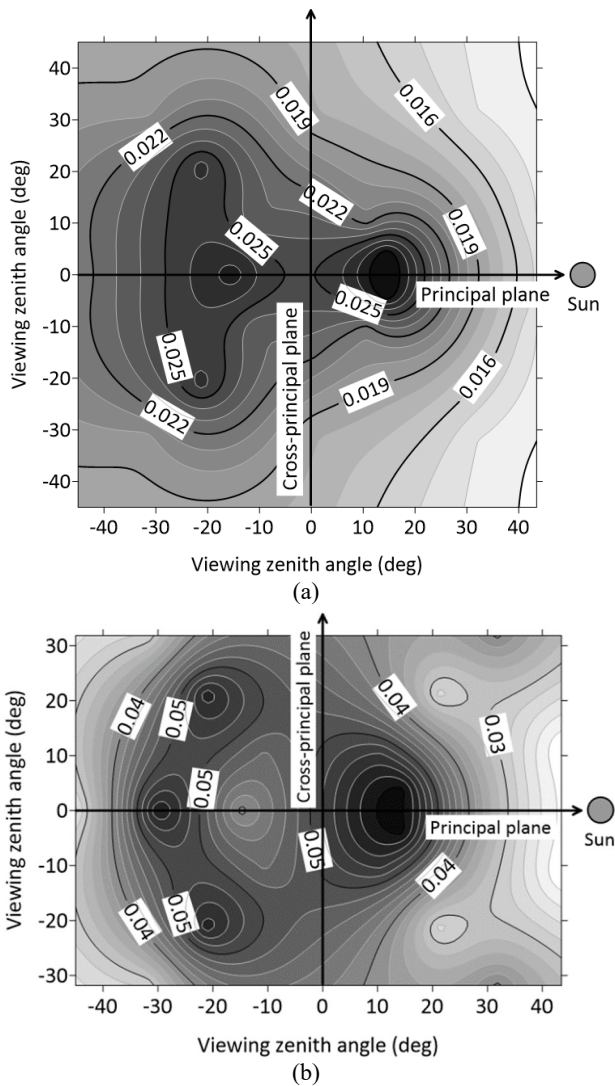 40
30
20
10
0
-10
-20
-30
-40
Viewing zenith angle (deg)
0.019
0.016
0.022
0.022
0.025
0.019
0.025
Principal plane
Sun
0.025
0.022
0.019
0.016
Cross-principal plane
-40 -30 -20 -10 0 10 20 30 40
Viewing zenith angle (deg)
(a)
30
20
10
0
-10
-20
-30
Viewing zenith angle (deg)
Cross-principal plane
0.04
0.05
0.04
0.03
0.05
Principal plane
Sun
0.05
0.04
0.05
0.04
-40 -30 -20 -10 0 10 20 30 40
Viewing zenith angle (deg)
(b)